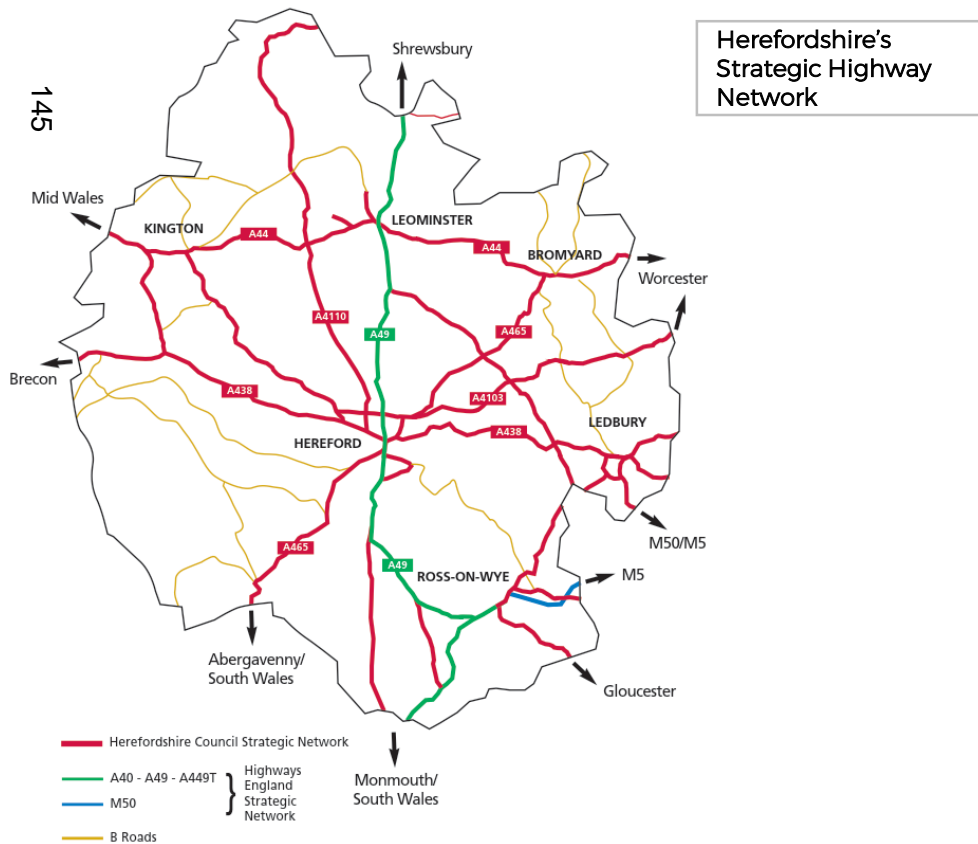 Herefordshire's
Strategic Highway
Network
145
Shrewsbury
Mid Wales
KINGTON
LEOMINSTER
A44
A44
BROMYARD
Worcester
A4110
A49
A465
Brecon
A438
A4103
LEDBURY
HEREFORD
A438
A465
M50/M5
A49
ROSS-ON-WYE
M5
Abergavenny/
South Wales
Gloucester
Monmouth/
South Wales
Herefordshire Council Strategic Network
A40 - A49 - A449T
M50
Highways
England
Strategic
Network
B Roads